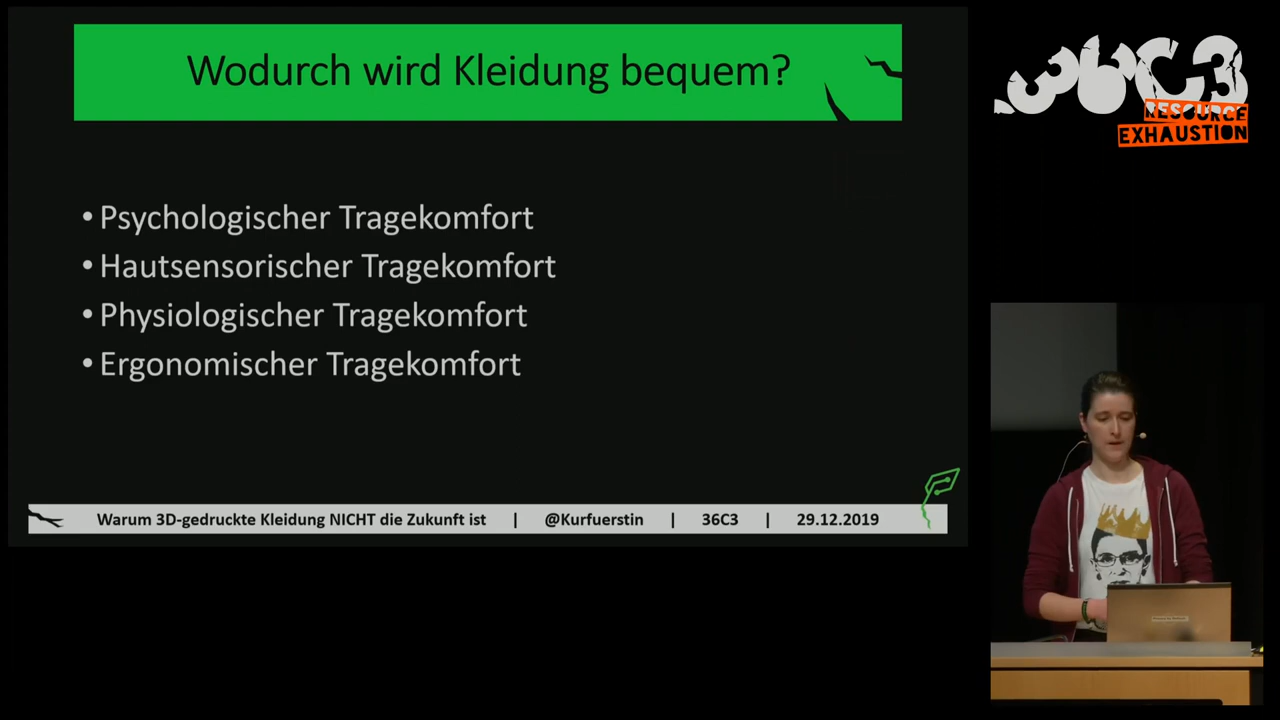 Wodurch wird Kleidung bequem?
• Psychologischer Tragekomfort
• Hautsensorischer Tragekomfort
• Physiologischer Tragekomfort
• Ergonomischer Tragekomfort
Warum 3D-gedruckte Kleidung NICHT die Zukunft ist | @Kurfuerstin | 36C3 | 29.12.2019
36C3
RESOURCE
EXHAUSTION